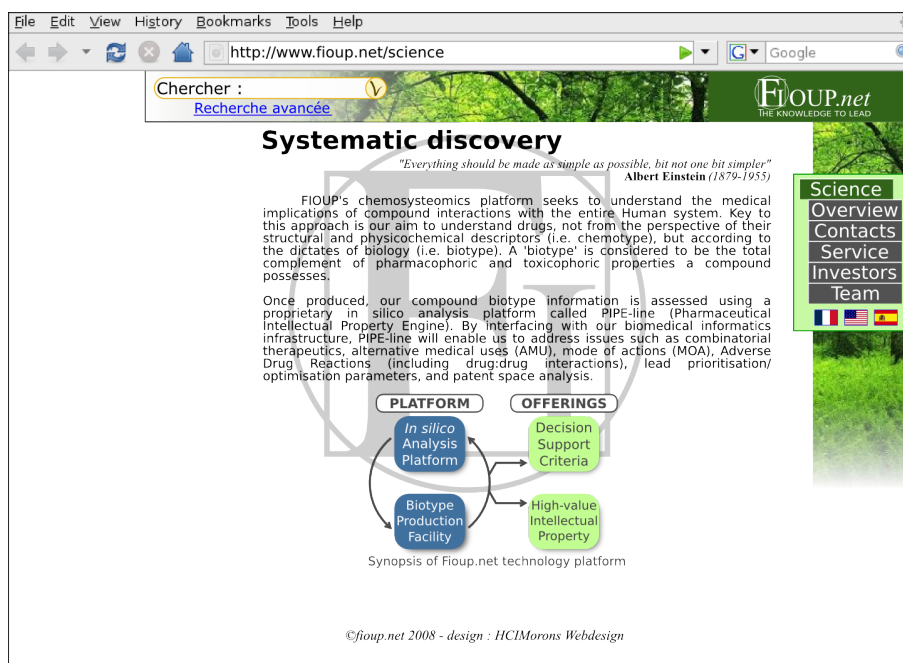 File Edit View History Bookmarks Tools Help
http://www.fioup.net/science
G Google
Chercher :
Recherche avancée
FIOUP.net
THE KNOWLEDGE TO LEAD
Systematic discovery
"Everything should be made as simple as possible, bit not one bit simpler"
Albert Einstein (1879-1955)
FIOUP's chemosysteomics platform seeks to understand the medical
implications of compound interactions with the entire Human system. Key to
this approach is our aim to understand drugs, not from the perspective of their
structural and physicochemical descriptors (i.e. chemotype), but according to
the dictates of biology (i.e. biotype). A 'biotype' is considered to be the total
complement of pharmacophoric and toxicophoric properties a compound
possesses.
Once produced, our compound biotype information is assessed using a
proprietary in silico analysis platform called PIPE-line (Pharmaceutical
Intellectual Property Engine). By interfacing with our biomedical informatics
infrastructure, PIPE-line will enable us to address issues such as combinatorial
therapeutics, alternative medical uses (AMU), mode of actions (MOA), Adverse
Drug Reactions (including drug:drug interactions), lead prioritisation/
optimisation parameters, and patent space analysis.
Science
Overview
Contacts
Service
Investors
Team
PLATFORM
OFFERINGS
In silico
Analysis
Platform
Decision
Support
Criteria
Biotype
Production
Facility
High-value
Intellectual
Property
Synopsis of Fioup.net technology platform
©fioup.net 2008 - design : HCIMorons Webdesign